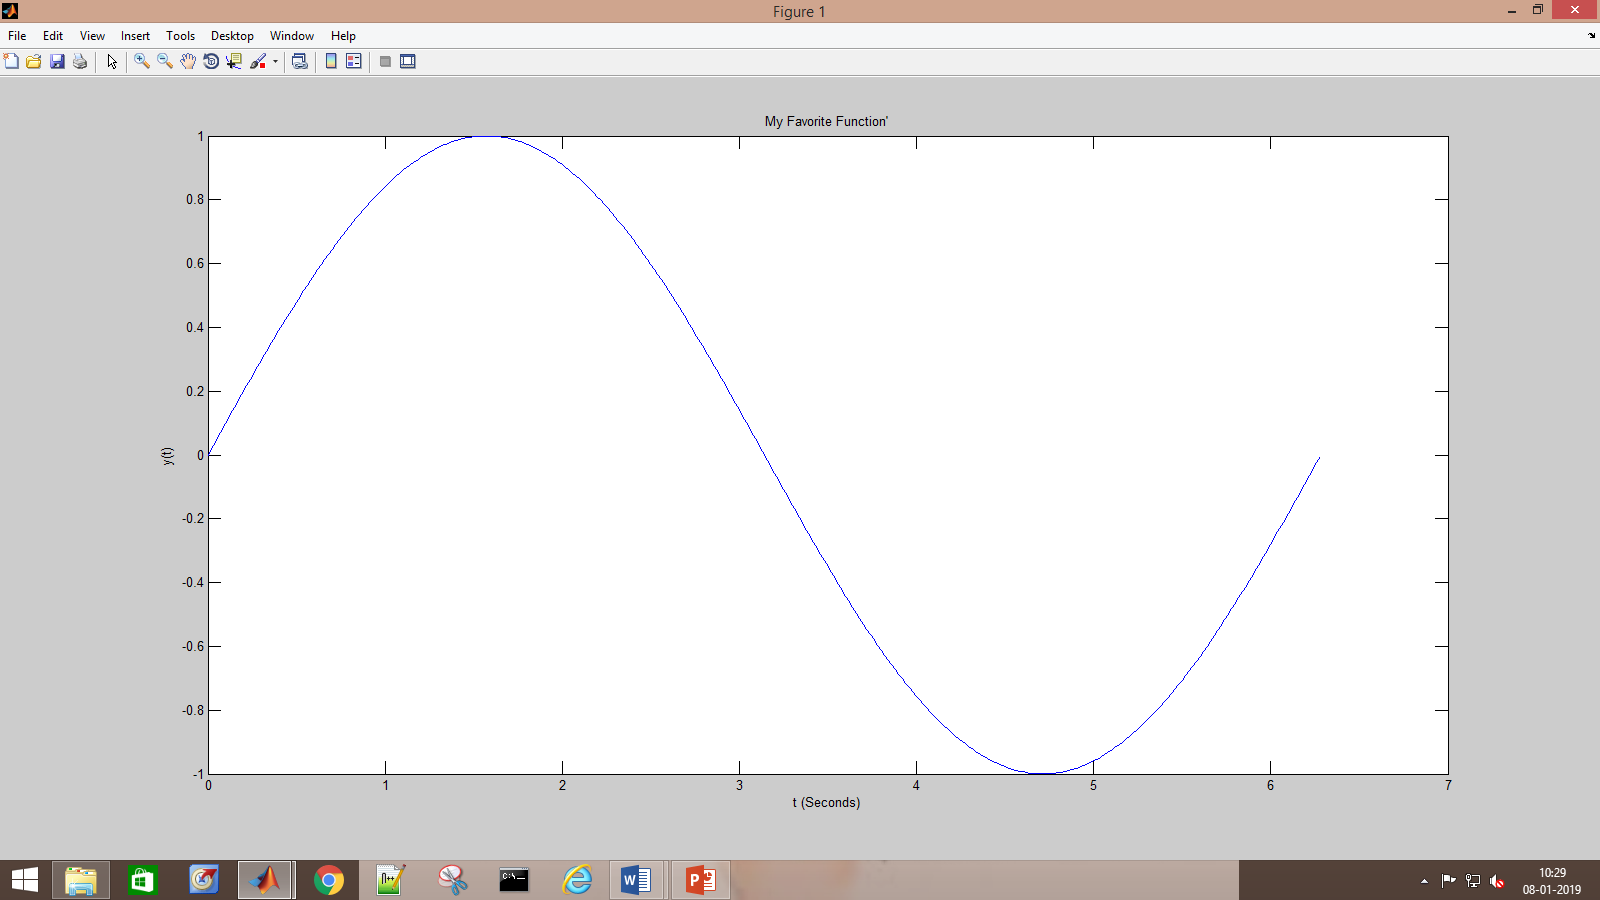 Figure 1
File Edit View Insert Tools Desktop Window Help
My Favorite Function'
1
0.8
0.6
0.4
0.2
0
-0.2
-0.4
-0.6
-0.8
-1
y(t)
0 1 2 3 4 5 6 7
t (Seconds)
10:29
08-01-2019